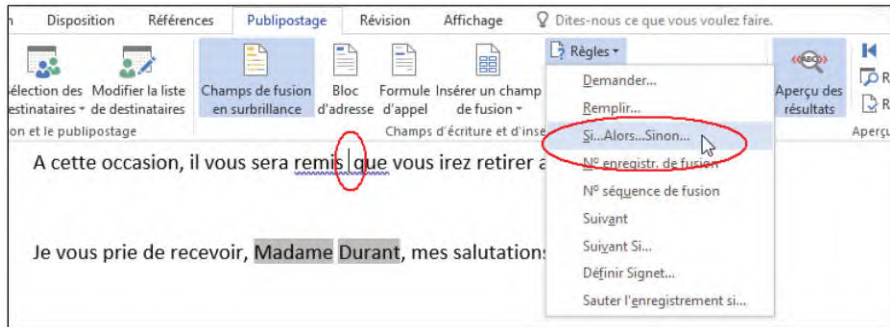 Disposition Références Publipostage Révision Affichage Dites-nous ce que vous voulez faire.
Règles
élection des Modifier la liste Champs de fusion Bloc Formule Insérer un champ Aperçu des
estinataires de destinataires en surbrillance d'adresse d'appel de fusion résultats
on et le publipostage Champs d'écriture et d'inse Aperçu
Demander...
Remplir...
Si...Alors...Sinon...
Nº enregistr. de fusion
Nº séquence de fusion
Suivant
Suivant Si...
Définir Signet...
Sauter l'enregistrement si...
A cette occasion, il vous sera remis que vous irez retirer a
Je vous prie de recevoir, Madame Durant, mes salutations